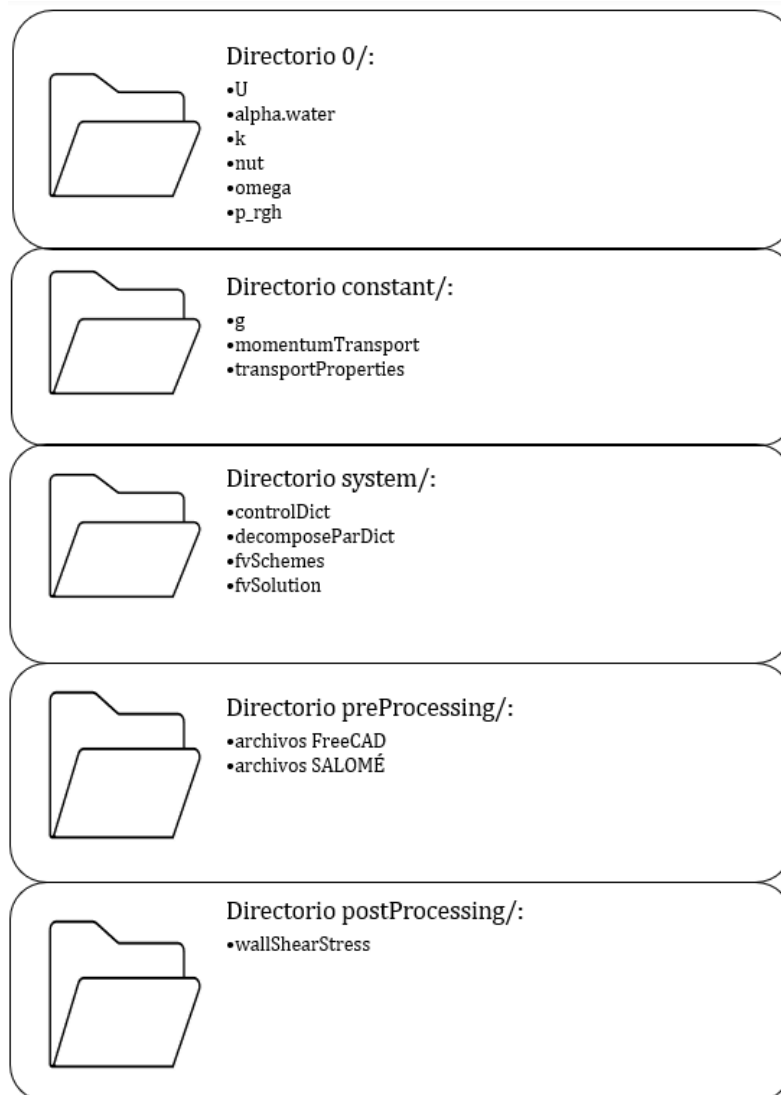 Directorio 0/:
•U
•alpha.water
•k
•nut
•omega
•p_rgh
Directorio constant/:
•g
•momentumTransport
•transportProperties
Directorio system/:
•controlDict
•decomposeParDict
•fvSchemes
•fvSolution
Directorio preProcessing/:
•archivos FreeCAD
•archivos SALOMÉ
Directorio postProcessing/:
•wallShearStress